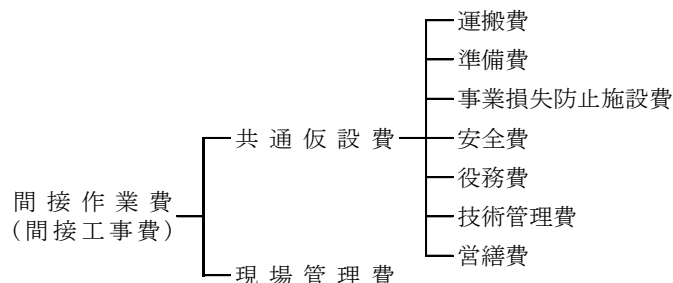 運搬費
準備費
事業損失防止施設費
共通仮設費
安全費
役務費
間接作業費
(間接工事費)
技術管理費
営繕費
現場管理費